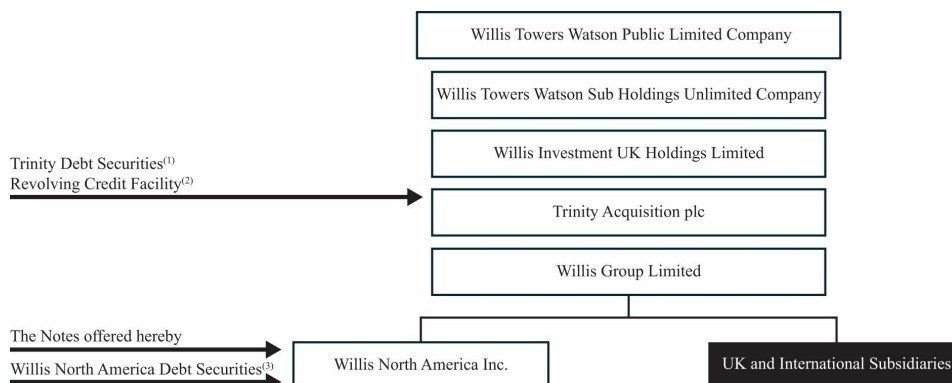 Willis Towers Watson Public Limited Company
Willis Towers Watson Sub Holdings Unlimited Company
Willis Investment UK Holdings Limited
Trinity Debt Securities(1)
Revolving Credit Facility(2)
Trinity Acquisition plc
Willis Group Limited
The Notes offered hereby
Willis North America Debt Securities(3)
Willis North America Inc.
UK and International Subsidiaries